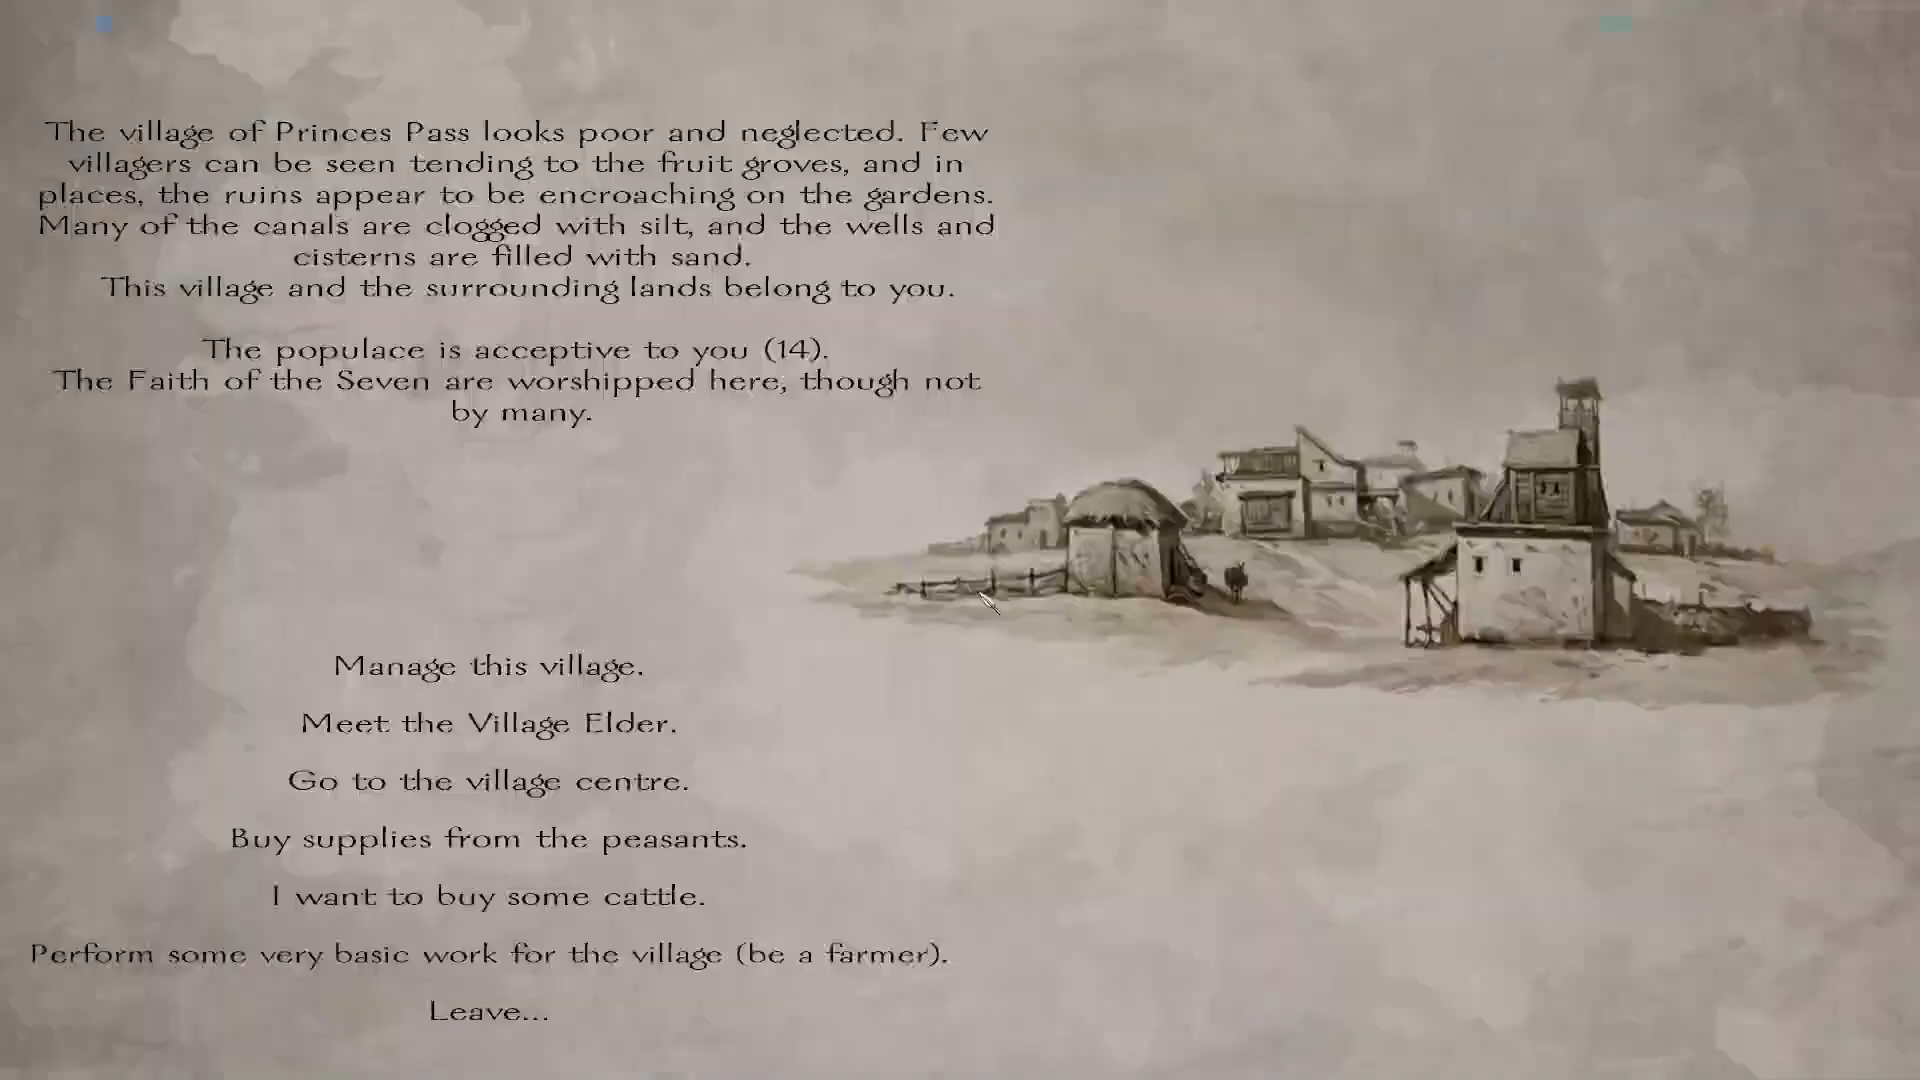 The village of Princes Pass looks poor and neglected. Few
villagers can be seen tending to the fruit groves, and in
places, the ruins appear to be encroaching on the gardens.
Many of the canals are clogged with silt, and the wells and
cisterns are filled with sand.
This village and the surrounding lands belong to you.
The populace is acceptive to you (14).
The Faith of the Seven are worshipped here, though not
by many.
Manage this village.
Meet the Village Elder.
Go to the village centre.
Buy supplies from the peasants.
I want to buy some cattle.
Perform some very basic work for the village (be a farmer).
Leave...